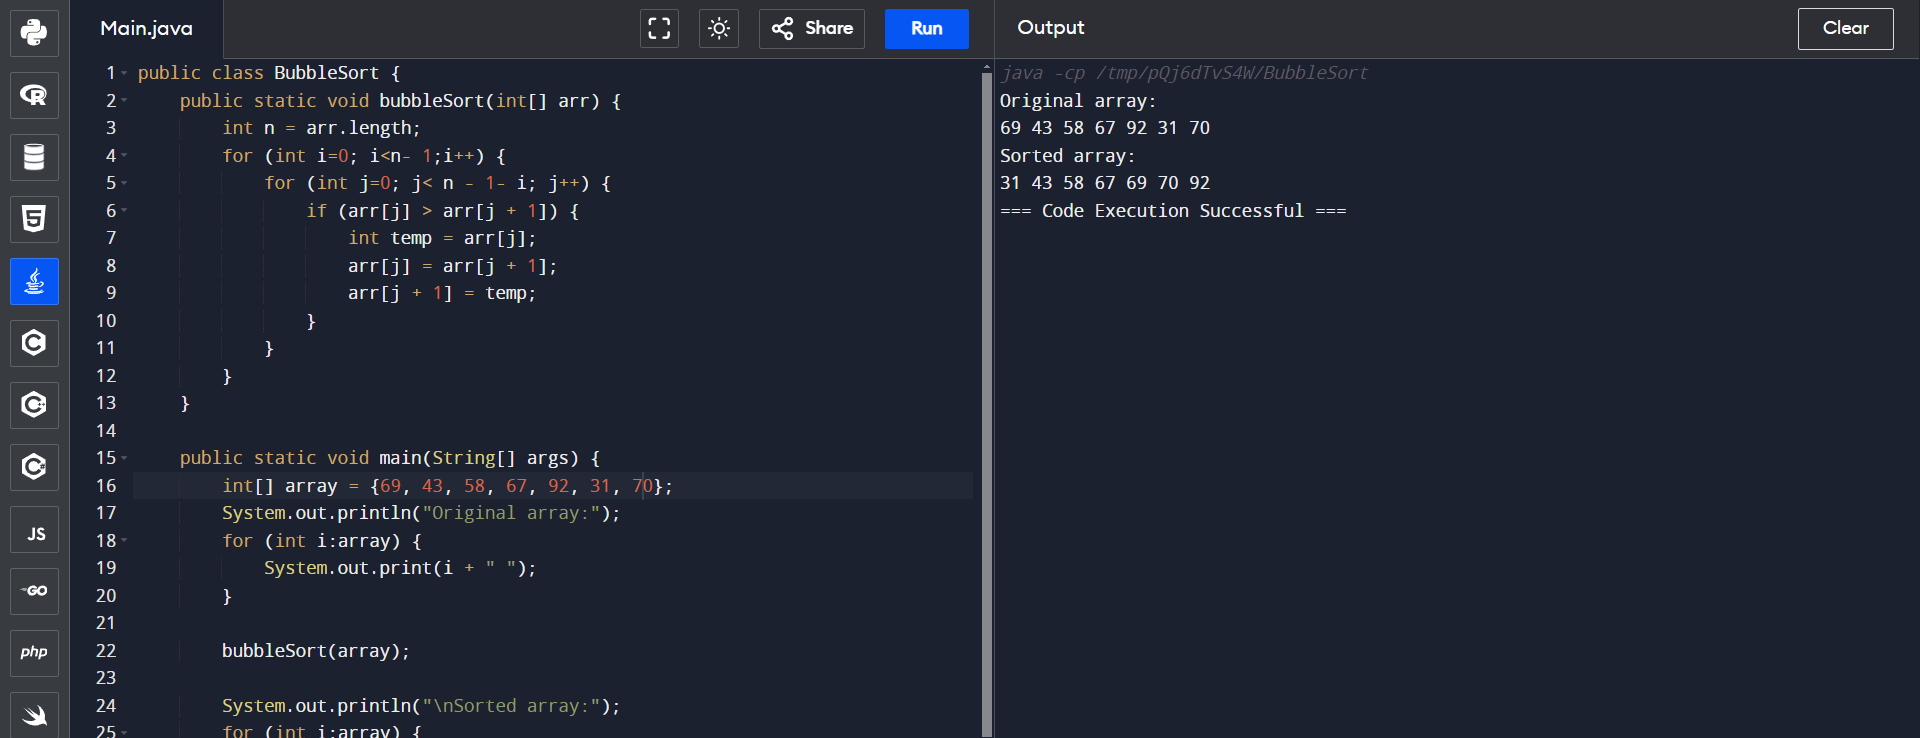 Main.java
Share
Run
Output
Clear
1 public class BubbleSort {
2 public static void bubbleSort(int[] arr) {
3 int n = arr.length;
4 for (int i=0; i<n- 1;i++) {
5 for (int j=0; j< n - 1- i; j++) {
6 if (arr[j] > arr[j + 1]) {
7 int temp = arr[j];
8 arr[j] = arr[j + 1];
9 arr[j + 1] = temp;
10 }
11 }
12 }
13 }
14
15 public static void main(String[] args) {
16 int[] array = {69, 43, 58, 67, 92, 31, 70};
17 System.out.println("Original array:");
18 for (int i:array) {
19 System.out.print(i + " ");
20 }
21
22 bubbleSort(array);
23
24 System.out.println("\nSorted array:");
25 for (int i:array) {
java -cp /tmp/pQj6dTvS4W/BubbleSort
Original array:
69 43 58 67 92 31 70
Sorted array:
31 43 58 67 69 70 92
=== Code Execution Successful ===
R
5
C
C++
C#
JS
GO
php